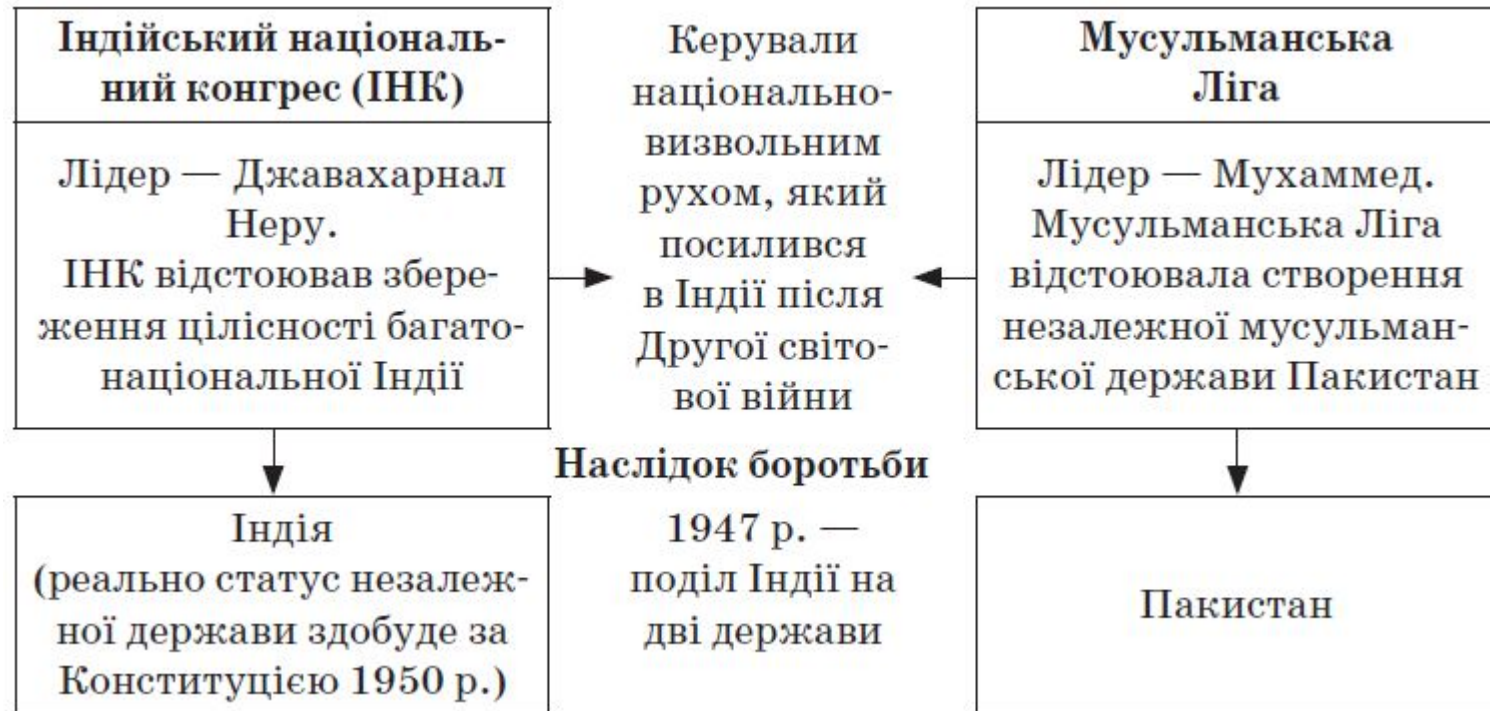 Індійський національ-
ний конгрес (ІНК)
Лідер — Джавахарнал
Неру.
ІНК відстоював збере-
ження цілісності багато-
національної Індії
Керували
національно-
визвольним
рухом, який
посилився
в Індії після
Другої світо-
вої війни
Мусульманська
Ліга
Лідер — Мухаммед.
Мусульманська Ліга
відстоювала створення
незалежної мусульман-
ської держави Пакистан
Наслідок боротьби
Індія
(реально статус незалеж-
ної держави здобуде за
Конституцією 1950 р.)
1947 р. —
поділ Індії на
дві держави
Пакистан